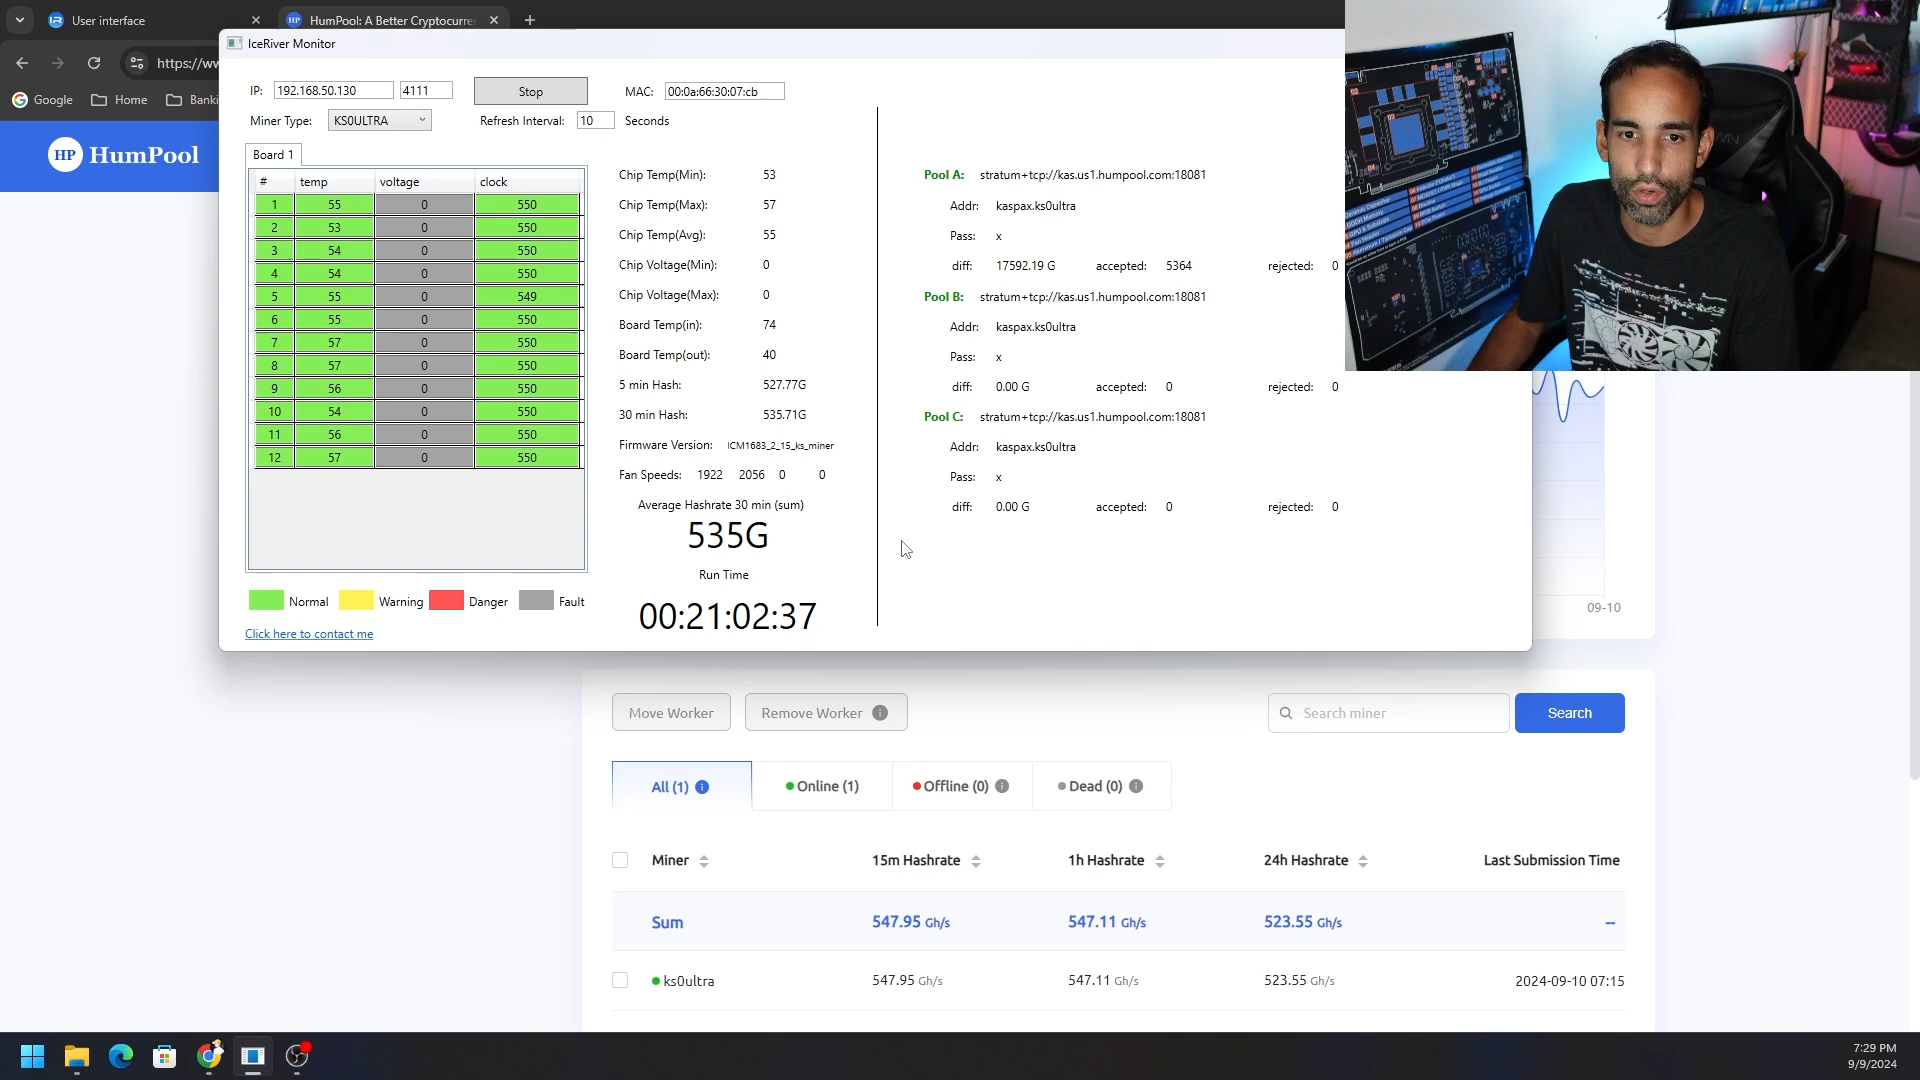 User interface
HumPool: A Better Cryptocurre
https://ww
Google Home Banki
HP HumPool
IceRiver Monitor
IP: 192.168.50.130 4111 Stop MAC: 00:0a:66:30:07:cb
Miner Type: KS0ULTRA Refresh Interval: 10 Seconds
Board 1
# temp voltage clock
1 55 0 550
2 53 0 550
3 54 0 550
4 54 0 550
5 55 0 549
6 55 0 550
7 57 0 550
8 57 0 550
9 56 0 550
10 54 0 550
11 56 0 550
12 57 0 550
Normal Warning Danger Fault
Click here to contact me
Chip Temp(Min): 53
Chip Temp(Max): 57
Chip Temp(Avg): 55
Chip Voltage(Min): 0
Chip Voltage(Max): 0
Board Temp(in): 74
Board Temp(out): 40
5 min Hash: 527.77G
30 min Hash: 535.71G
Firmware Version: ICM1683_2_15_ks_miner
Fan Speeds: 1922 2056 0 0
Average Hashrate 30 min (sum)
535G
Run Time
00:21:02:37
Pool A: stratum+tcp://kas.us1.humpool.com:18081
Addr: kaspax.ks0ultra
Pass: x
diff: 17592.19 G accepted: 5364 rejected: 0
Pool B: stratum+tcp://kas.us1.humpool.com:18081
Addr: kaspax.ks0ultra
Pass: x
diff: 0.00 G accepted: 0 rejected: 0
Pool C: stratum+tcp://kas.us1.humpool.com:18081
Addr: kaspax.ks0ultra
Pass: x
diff: 0.00 G accepted: 0 rejected: 0
09-10
Move Worker Remove Worker Search miner Search
All (1) Online (1) Offline (0) Dead (0)
Miner 15m Hashrate 1h Hashrate 24h Hashrate Last Submission Time
Sum 547.95 Gh/s 547.11 Gh/s 523.55 Gh/s --
ks0ultra 547.95 Gh/s 547.11 Gh/s 523.55 Gh/s 2024-09-10 07:15
7:29 PM
9/9/2024